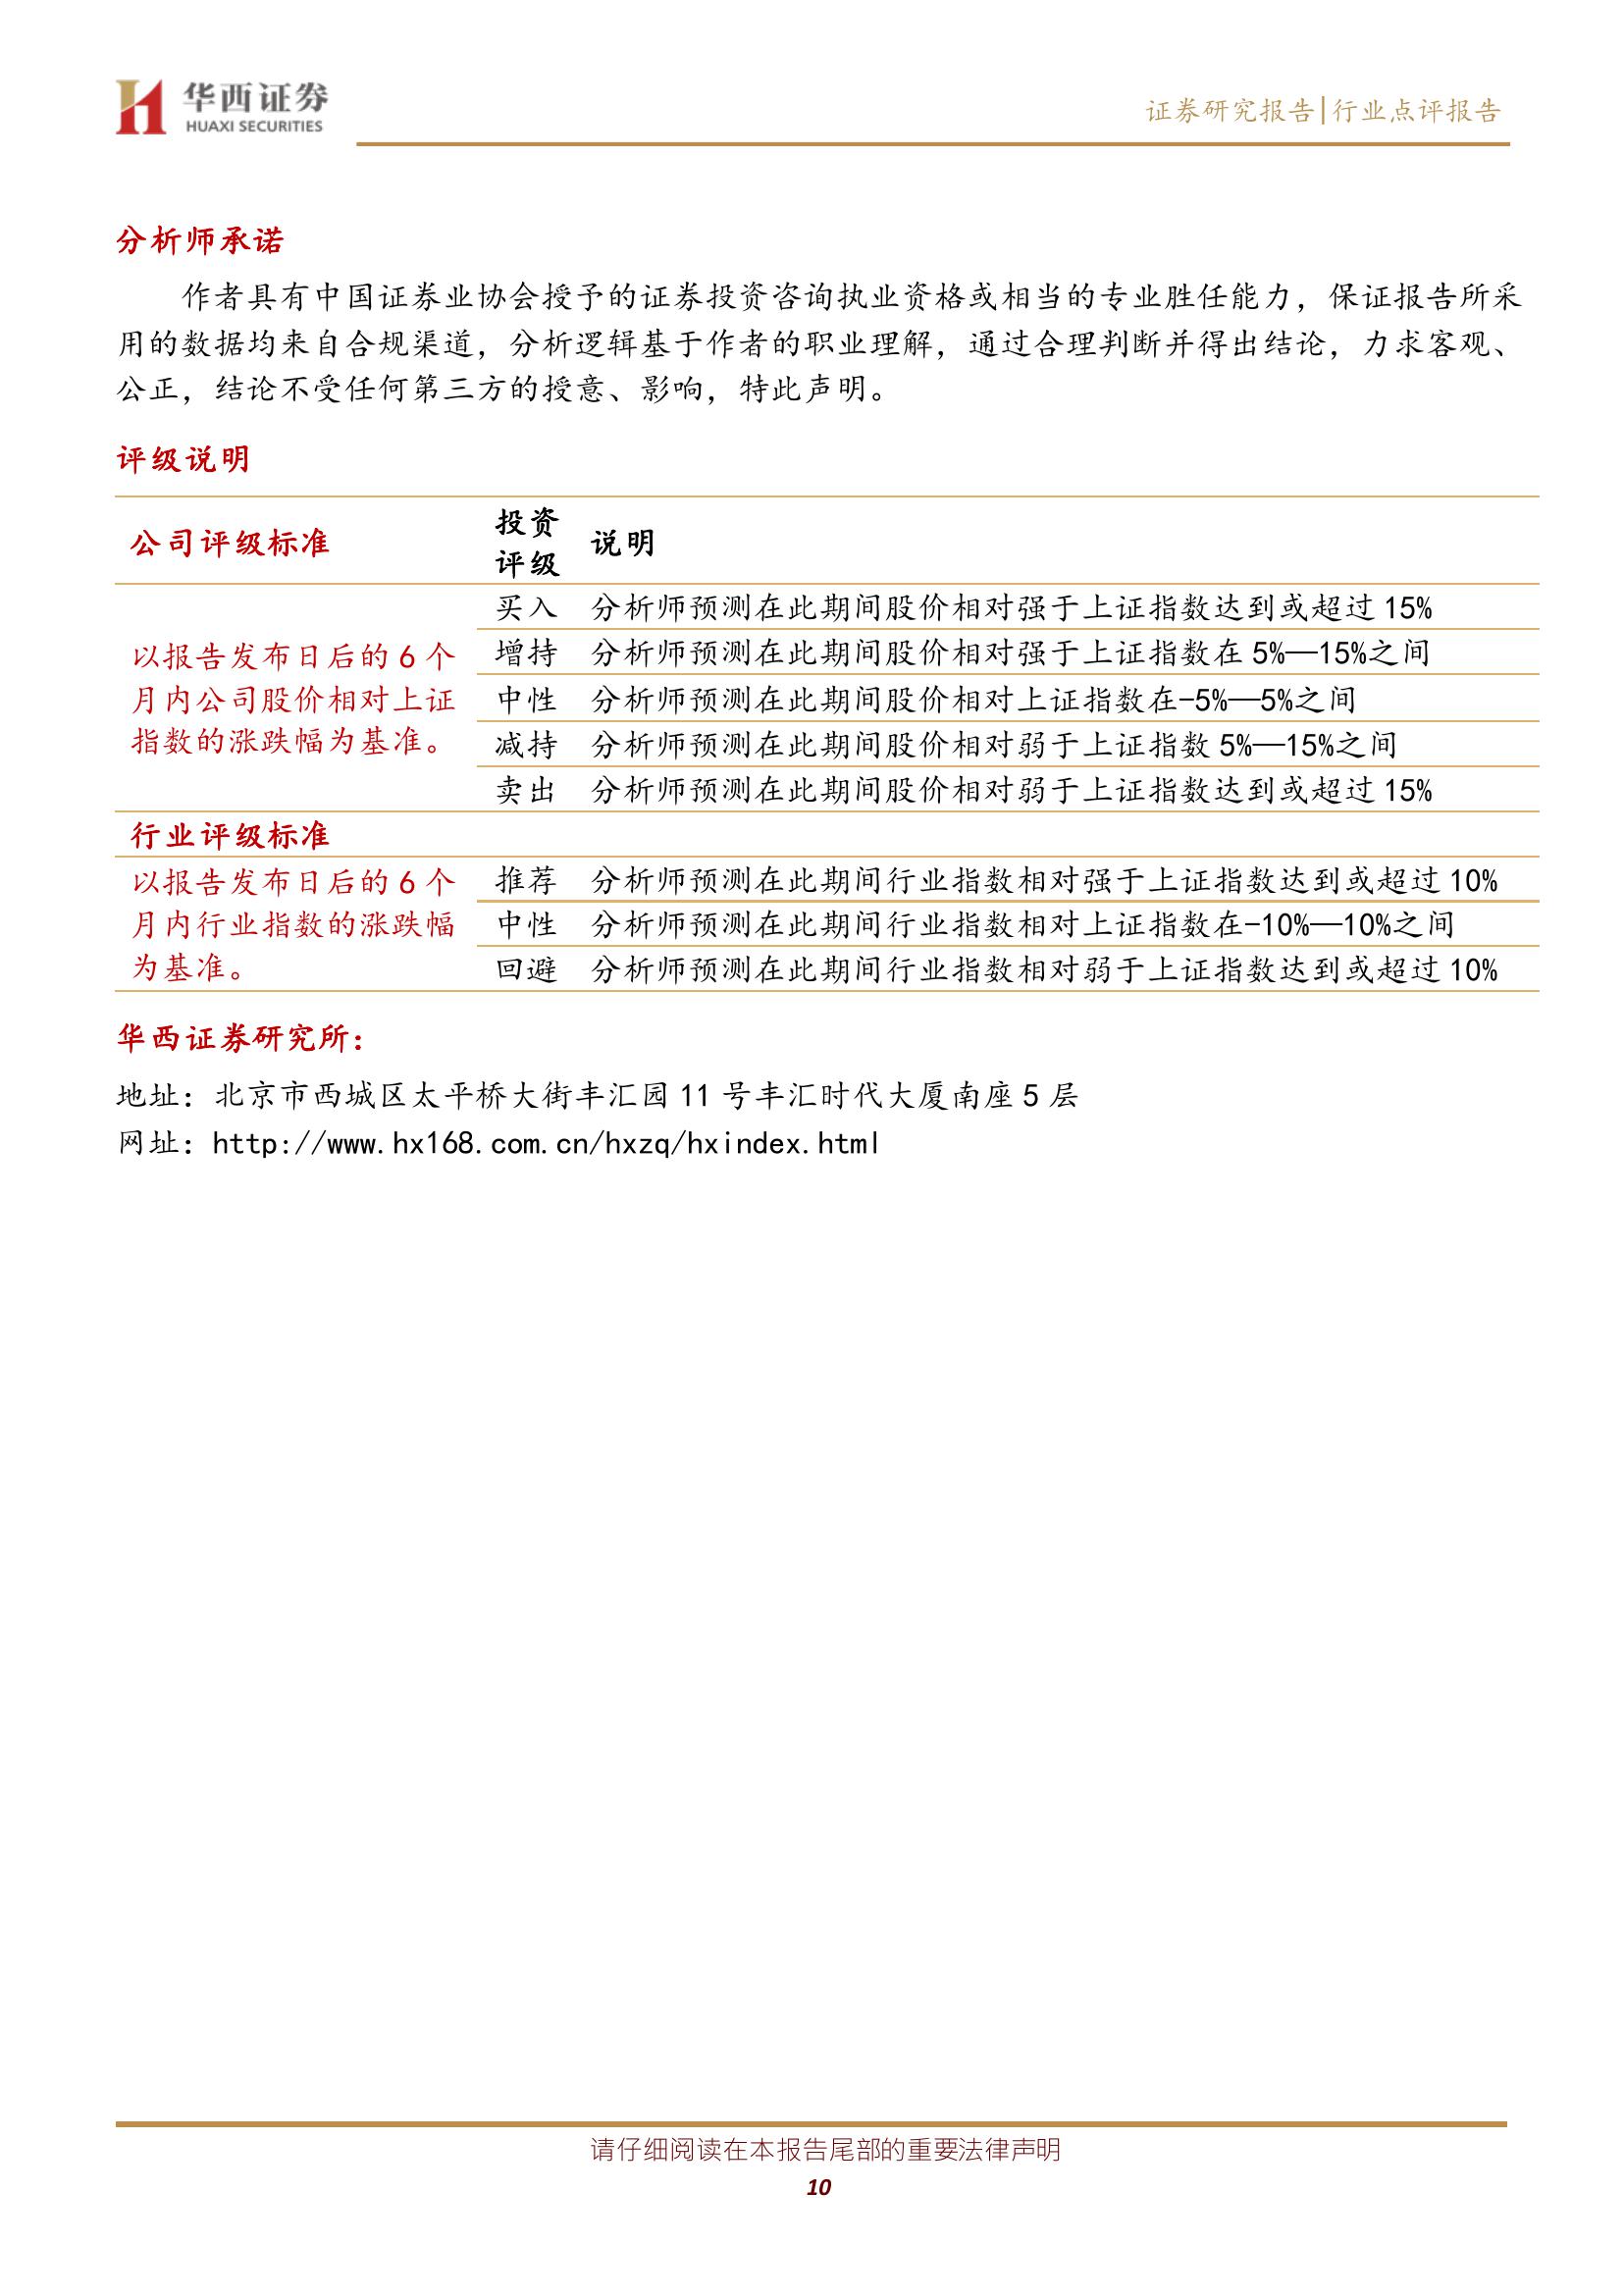 华西证券
HUAXI SECURITIES
证券研究报告|行业点评报告
分析师承诺
作者具有中国证券业协会授予的证券投资咨询执业资格或相当的专业胜任能力，保证报告所采
用的数据均来自合规渠道，分析逻辑基于作者的职业理解，通过合理判断并得出结论，力求客观、
公正，结论不受任何第三方的授意、影响，特此声明。
评级说明
公司评级标准
投资
评级
说明
以报告发布日后的 6 个
月内公司股价相对上证
指数的涨跌幅为基准。
买入 分析师预测在此期间股价相对强于上证指数达到或超过 15%
增持 分析师预测在此期间股价相对强于上证指数在 5%—15%之间
中性 分析师预测在此期间股价相对上证指数在-5%—5%之间
减持 分析师预测在此期间股价相对弱于上证指数 5%—15%之间
卖出 分析师预测在此期间股价相对弱于上证指数达到或超过 15%
行业评级标准
以报告发布日后的 6 个
月内行业指数的涨跌幅
为基准。
推荐 分析师预测在此期间行业指数相对强于上证指数达到或超过 10%
中性 分析师预测在此期间行业指数相对上证指数在-10%—10%之间
回避 分析师预测在此期间行业指数相对弱于上证指数达到或超过 10%
华西证券研究所：
地址：北京市西城区太平桥大街丰汇园 11 号丰汇时代大厦南座 5 层
网址：http://www.hx168.com.cn/hxzq/hxindex.html
请仔细阅读在本报告尾部的重要法律声明
10